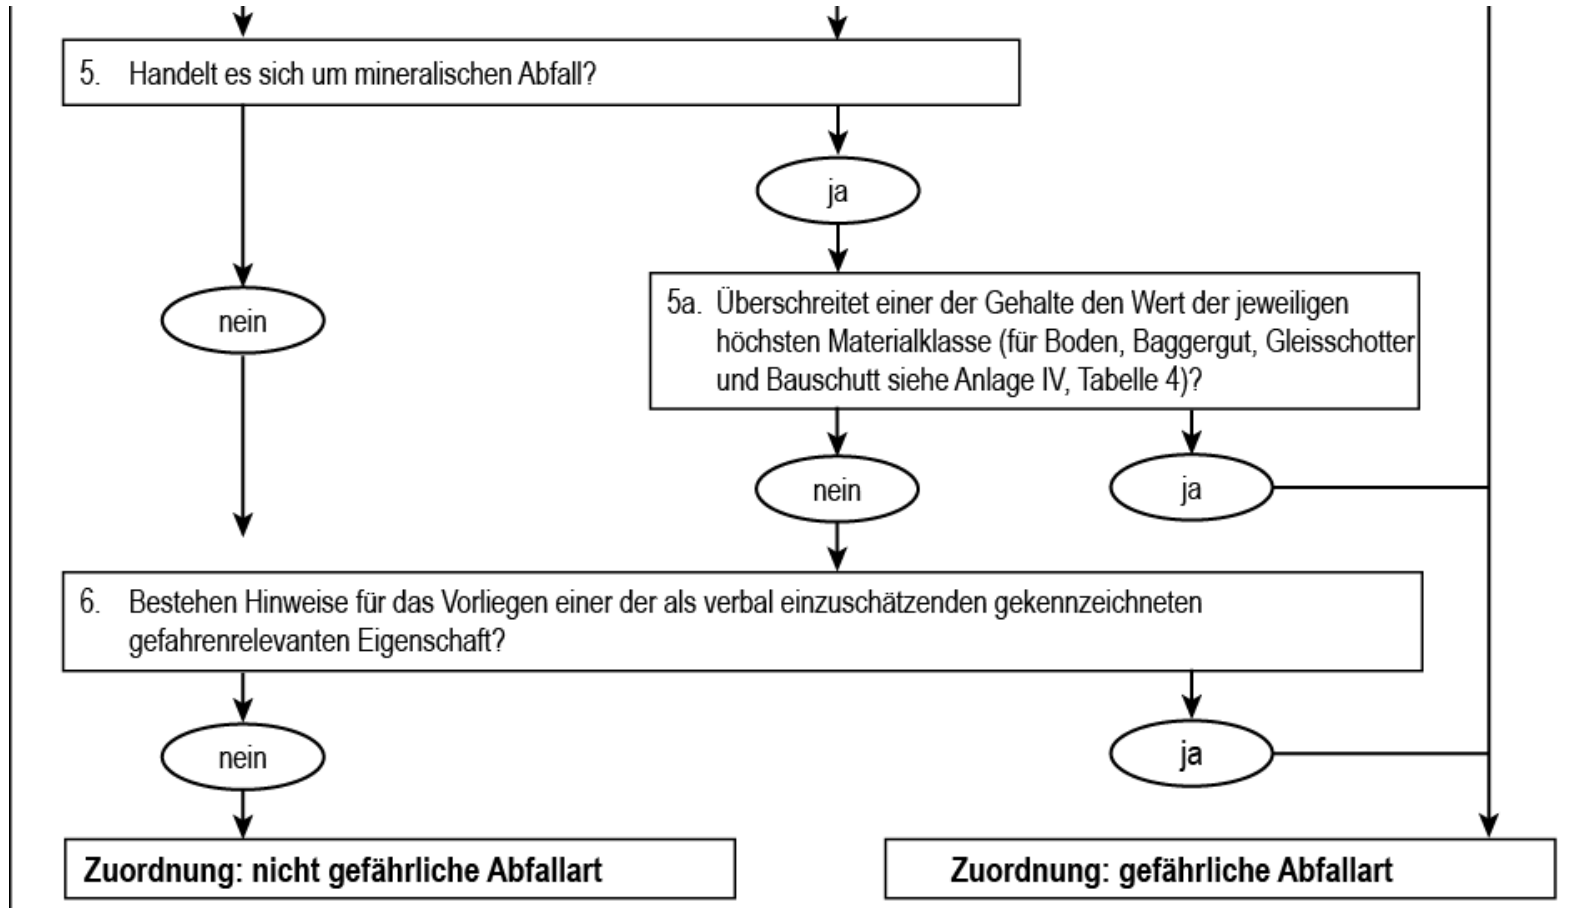 5. Handelt es sich um mineralischen Abfall?
ja
nein
5a. Überschreitet einer der Gehalte den Wert der jeweiligen
höchsten Materialklasse (für Boden, Baggergut, Gleisschotter
und Bauschutt siehe Anlage IV, Tabelle 4)?
nein
ja
6. Bestehen Hinweise für das Vorliegen einer der als verbal einzuschätzenden gekennzeichneten
gefahrenrelevanten Eigenschaft?
nein
ja
Zuordnung: nicht gefährliche Abfallart
Zuordnung: gefährliche Abfallart